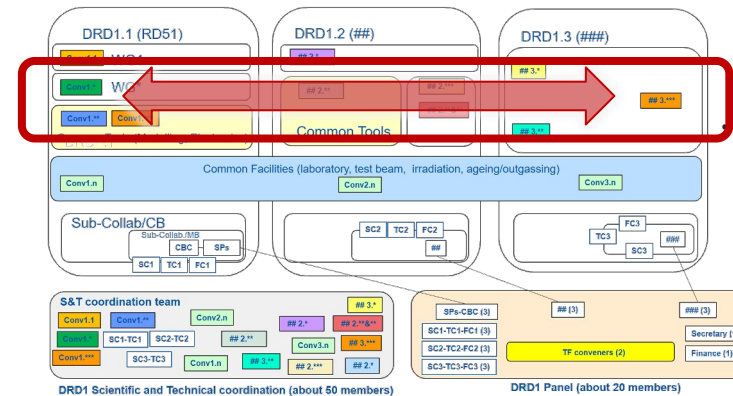 DRD1.1 (RD51)
DRD1.2 (##)
DRD1.3 (###)
Conv1.1
WG1
## 3.*
Conv1.*
WG*
## 2.**
## 2.***
## 3.*
## 3.***
Conv1.**
Common Tools
## 3.**
Common Facilities (laboratory, test beam, irradiation, ageing/outgassing)
Conv1.n
Conv2.n
Conv3.n
Sub-Collab/CB
Sub-Collab./MB
CBC
SPs
SC1
TC1
FC1
SC2
TC2
FC2
##
FC3
TC3
###
SC3
S&T coordination team
## 3.*
Conv1.1
Conv1.**
Conv2.n
## 2.*
## 2.**&**
Conv1.*
SC1-TC1
SC2-TC2
## 2.**
Conv3.n
## 3.***
Conv1.***
SC3-TC3
Conv1.n
## 3.**
## 2.***
## 2.*
SPs-CBC (3)
## (3)
### (3)
SC1-TC1-FC1 (3)
Secretary (
SC2-TC2-FC2 (3)
TF conveners (2)
Finance (1)
SC3-TC3-FC3 (3)
DRD1 Scientific and Technical coordination (about 50 members)
DRD1 Panel (about 20 members)